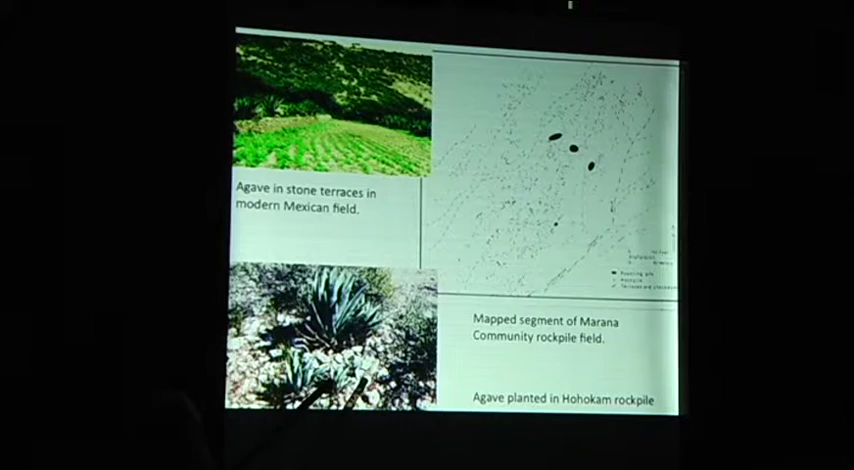 Agave in stone terraces in
modern Mexican field.
Mapped segment of Marana
Community rockpile field.
Agave planted in Hohokam rockpile